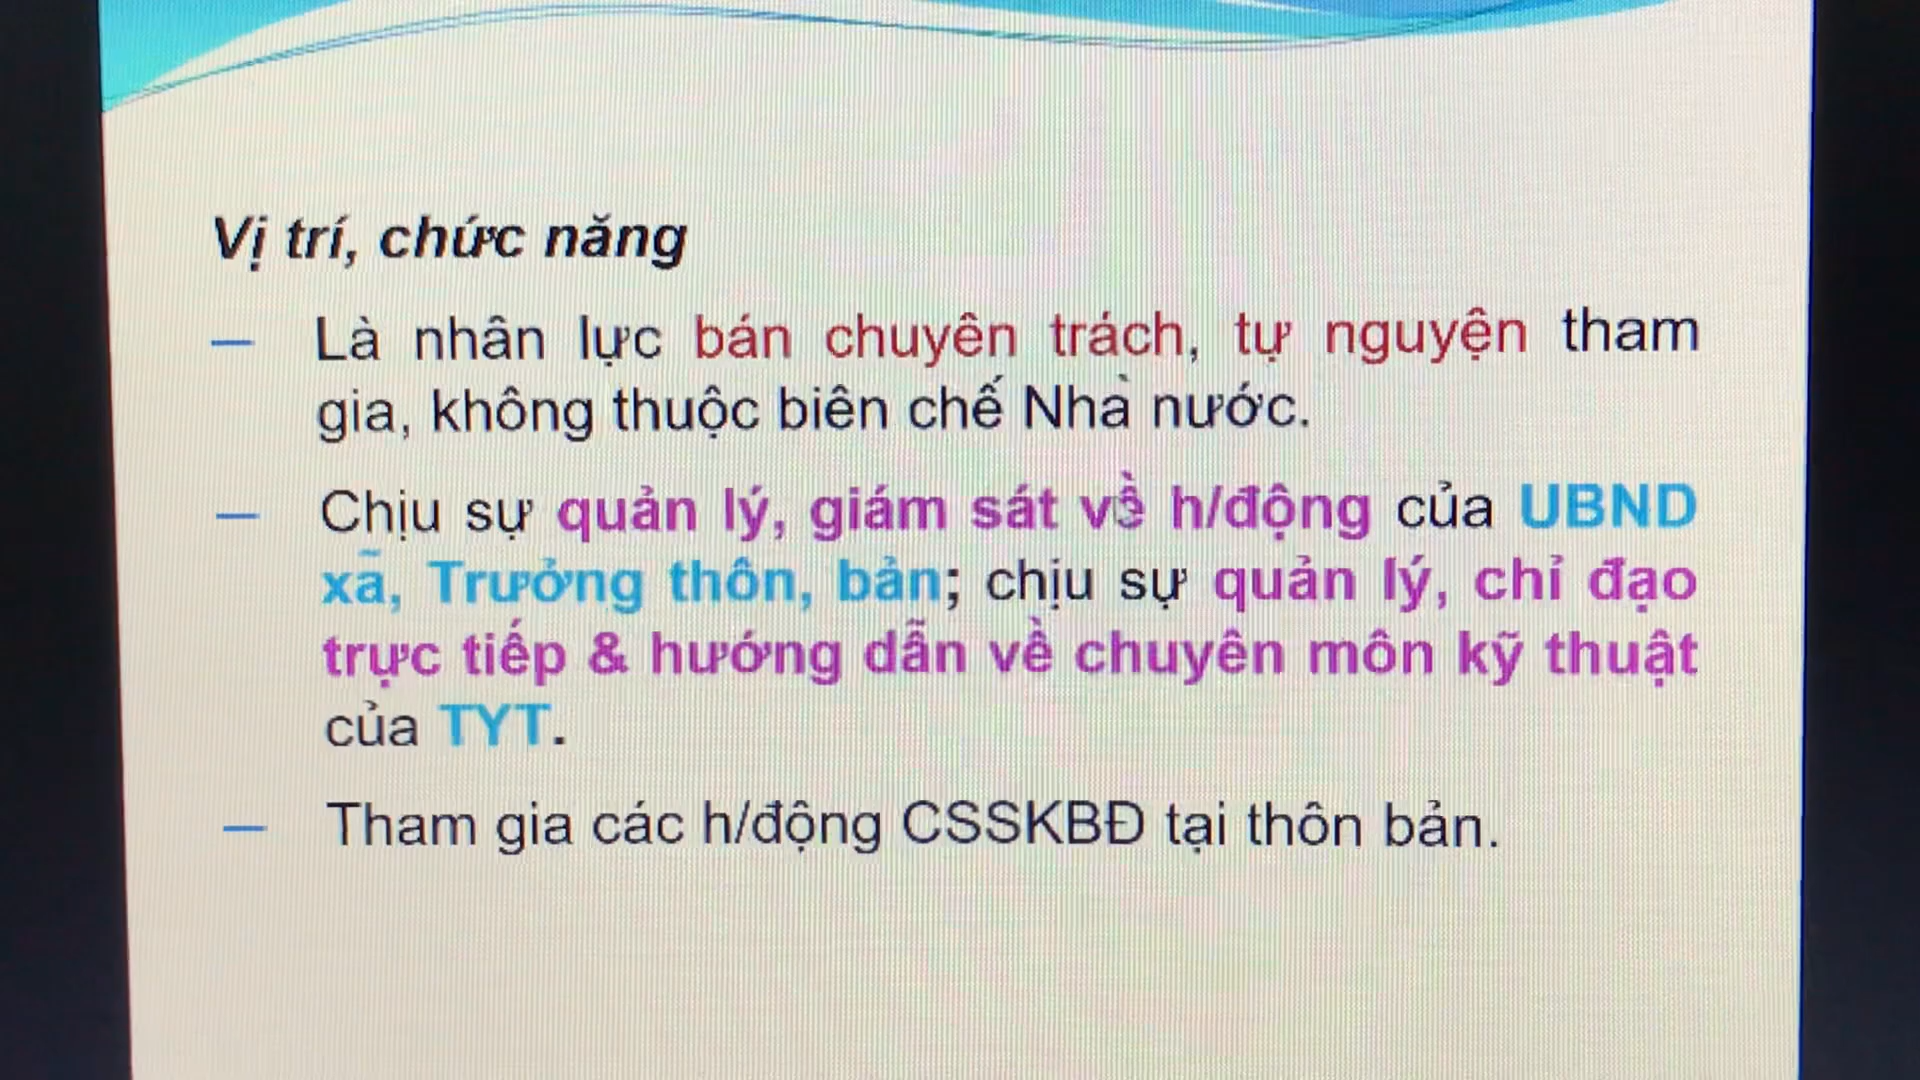 Vị trí, chức năng
— Là nhân lực bán chuyên trách, tự nguyện tham
gia, không thuộc biên chế Nhà nước.
— Chịu sự quản lý, giám sát về h/động của UBND
xã, Trưởng thôn, bản; chịu sự quản lý, chỉ đạo
trực tiếp & hướng dẫn về chuyên môn kỹ thuật
của TYT.
— Tham gia các h/động CSSKBĐ tại thôn bản.